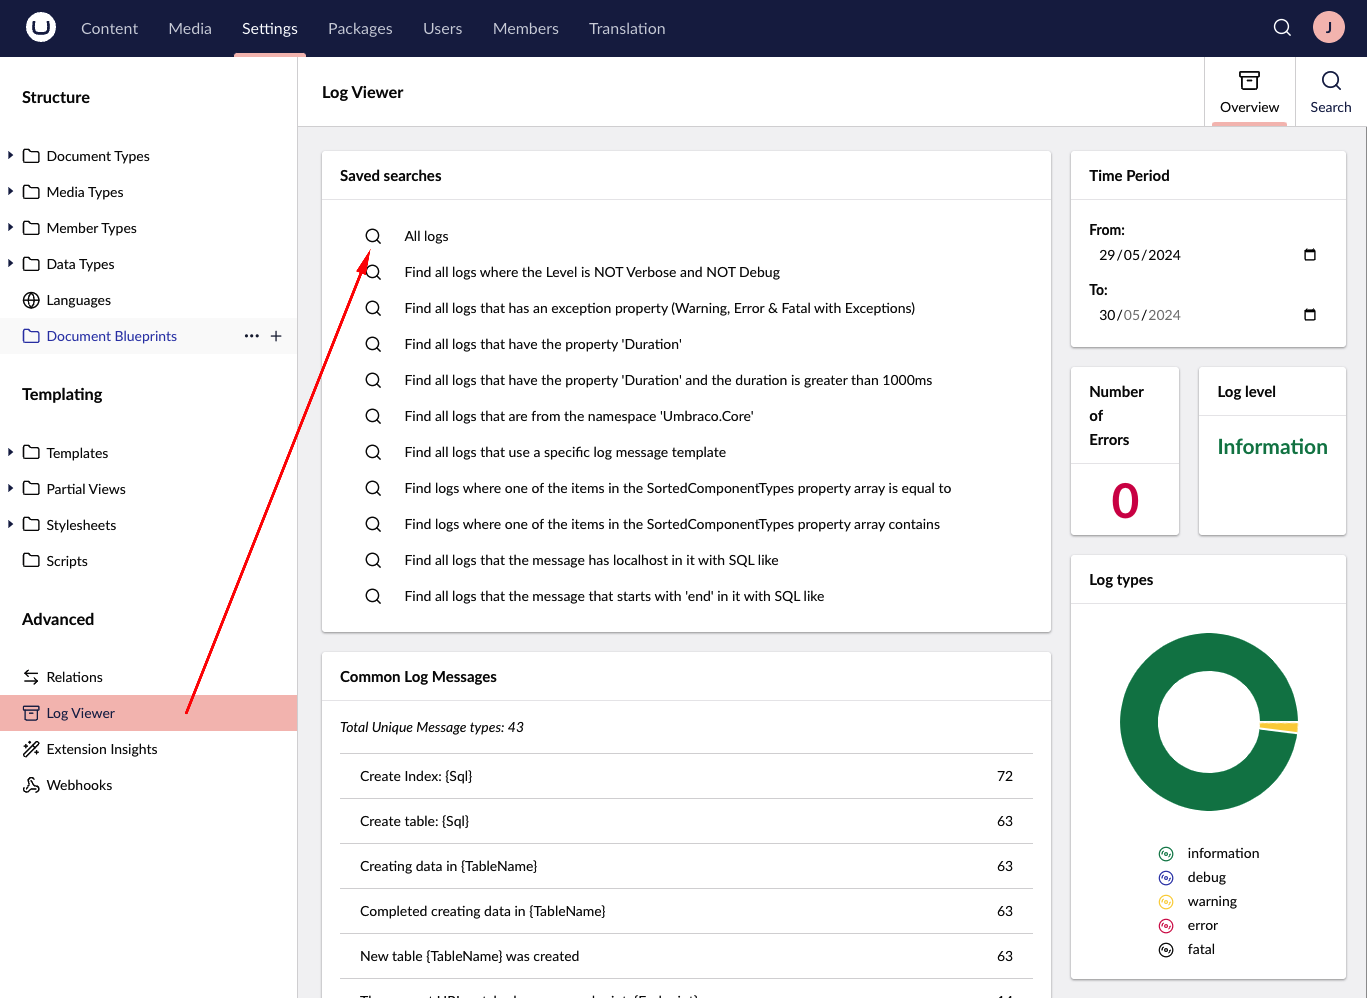 Content Media Settings Packages Users Members Translation J
Structure
Document Types
Media Types
Member Types
Data Types
Languages
Document Blueprints
Templating
Templates
Partial Views
Stylesheets
Scripts
Advanced
Relations
Log Viewer
Extension Insights
Webhooks
Log Viewer
Overview
Search
Saved searches
All logs
Find all logs where the Level is NOT Verbose and NOT Debug
Find all logs that has an exception property (Warning, Error & Fatal with Exceptions)
Find all logs that have the property 'Duration'
Find all logs that have the property 'Duration' and the duration is greater than 1000ms
Find all logs that are from the namespace 'Umbraco.Core'
Find all logs that use a specific log message template
Find logs where one of the items in the SortedComponentTypes property array is equal to
Find logs where one of the items in the SortedComponentTypes property array contains
Find all logs that the message has localhost in it with SQL like
Find all logs that the message that starts with 'end' in it with SQL like
Common Log Messages
Total Unique Message types: 43
Create Index: {Sql} 72
Create table: {Sql} 63
Creating data in {TableName} 63
Completed creating data in {TableName} 63
New table {TableName} was created 63
Time Period
From:
29/05/2024
To:
30/05/2024
Number
of
Errors
0
Log level
Information
Log types
information
debug
warning
error
fatal